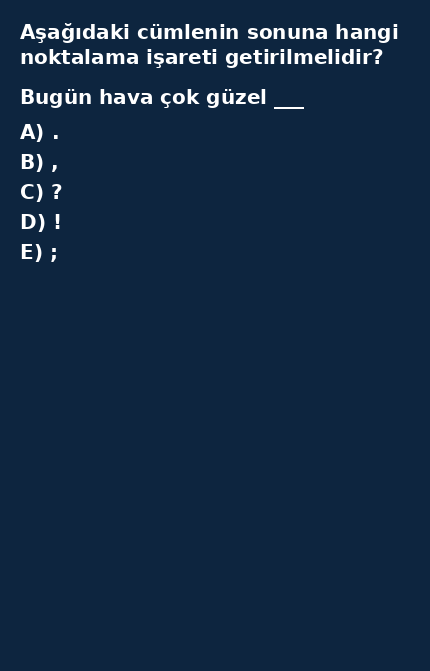 Aşağıdaki cümlenin sonuna hangi
noktalama işareti getirilmelidir?
Bugün hava çok güzel ___
A) .
B) ,
C) ?
D) !
E) ;